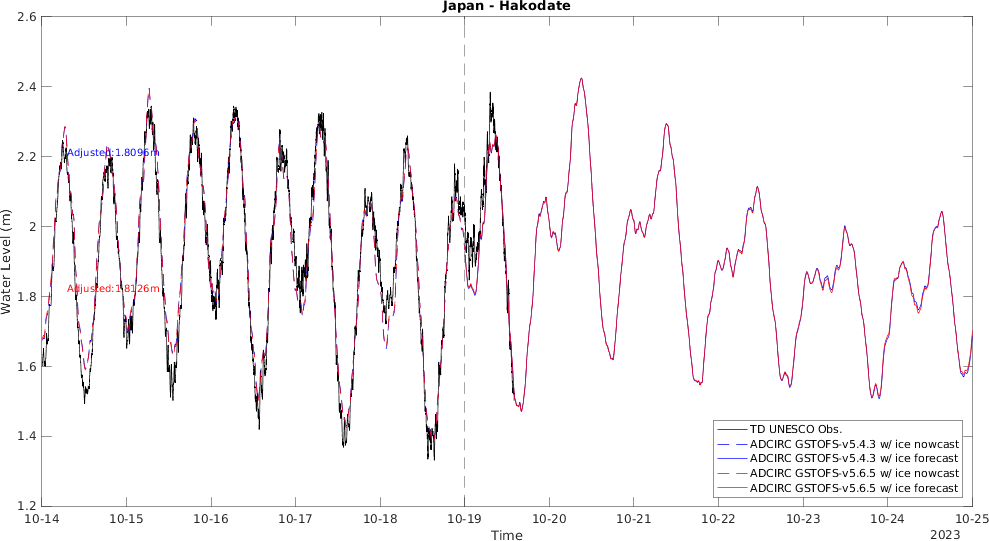 Japan - Hakodate
2.6
2.4
2.2
2
1.8
1.6
1.4
1.2
Water Level (m)
Adjusted:1.8096m
Adjusted:1.8126m
TD UNESCO Obs.
ADCIRC GSTOFS-v5.4.3 w/ ice nowcast
ADCIRC GSTOFS-v5.4.3 w/ ice forecast
ADCIRC GSTOFS-v5.6.5 w/ ice nowcast
ADCIRC GSTOFS-v5.6.5 w/ ice forecast
10-14 10-15 10-16 10-17 10-18 10-19 10-20 10-21 10-22 10-23 10-24 10-25
Time
2023